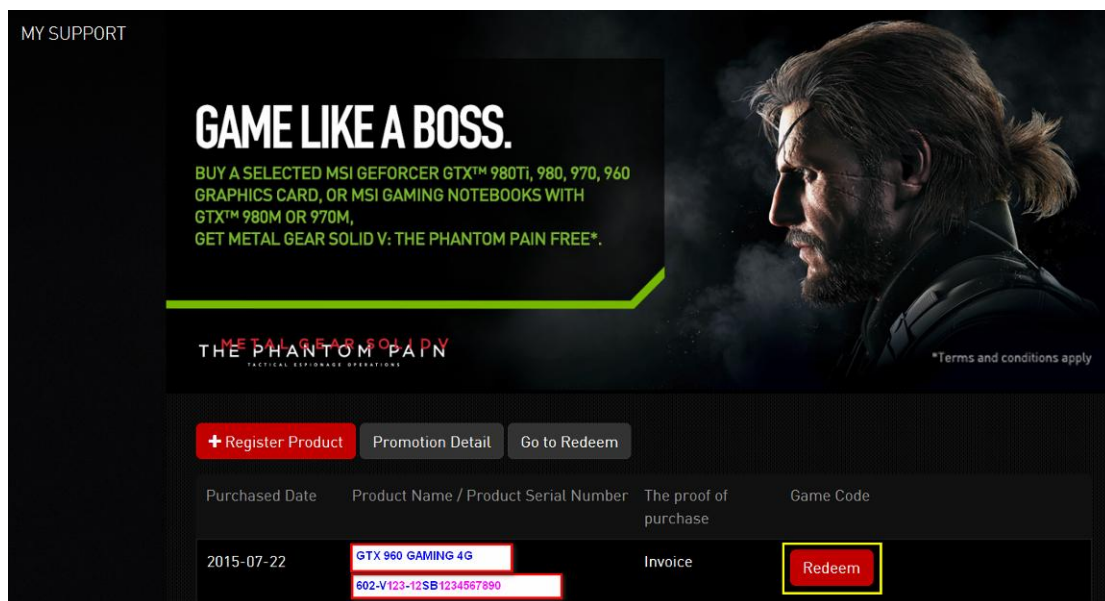 MY SUPPORT
GAME LIKE A BOSS.
BUY A SELECTED MSI GEFORCER GTX™ 980Ti, 980, 970, 960
GRAPHICS CARD, OR MSI GAMING NOTEBOOKS WITH
GTX™ 980M OR 970M,
GET METAL GEAR SOLID V: THE PHANTOM PAIN FREE*.
METAL GEAR SOLID V
THE PHANTOM PAIN
TACTICAL ESPIONAGE OPERATIONS
*Terms and conditions apply
+ Register Product Promotion Detail Go to Redeem
Purchased Date Product Name / Product Serial Number The proof of purchase Game Code
2015-07-22 GTX 960 GAMING 4G Invoice Redeem
602-V123-12SB1234567890